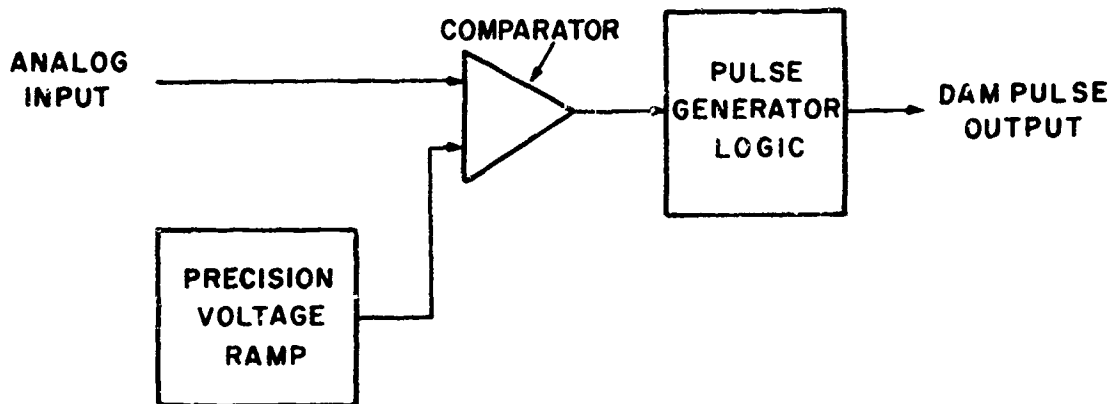 COMPARATOR
ANALOG
INPUT
PULSE
GENERATOR
LOGIC
DAM PULSE
OUTPUT
PRECISION
VOLTAGE
RAMP